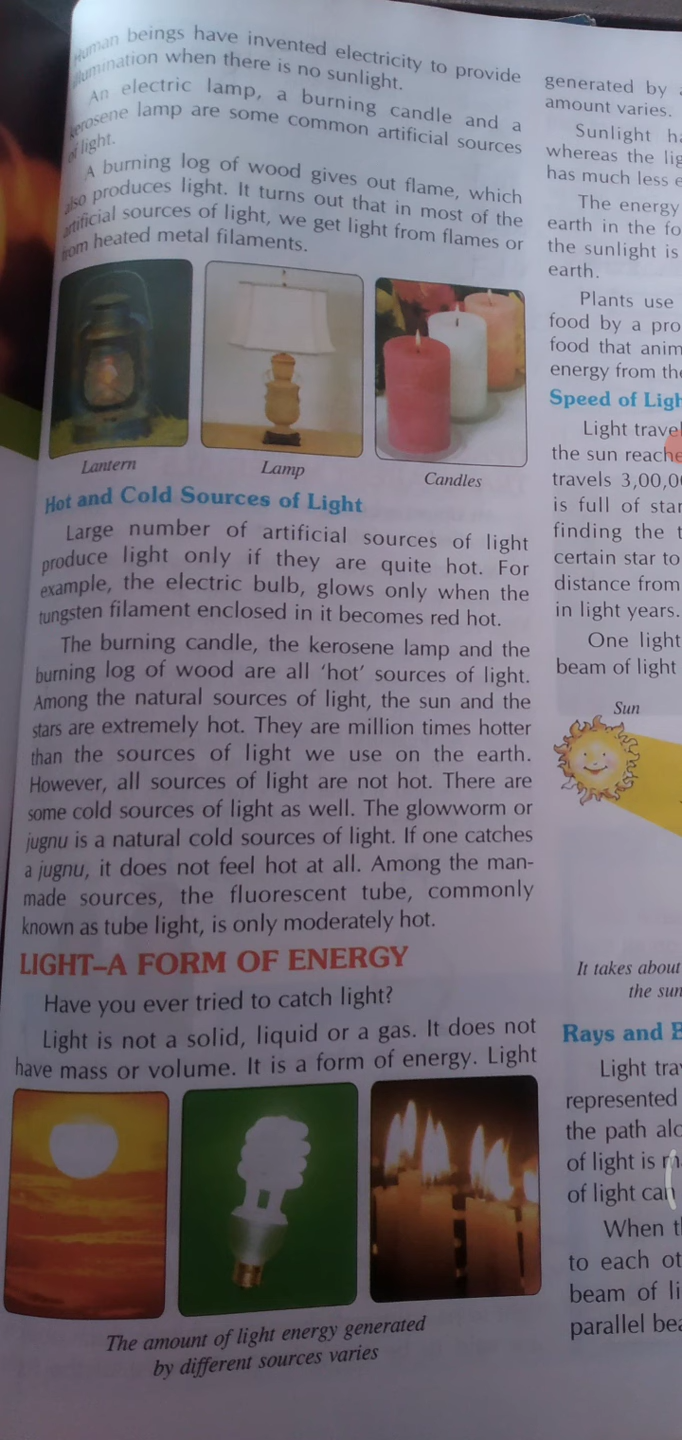 Human beings have invented electricity to provide
illumination when there is no sunlight.
An electric lamp, a burning candle and a
kerosene lamp are some common artificial sources
of light.
A burning log of wood gives out flame, which
also produces light. It turns out that in most of the
artificial sources of light, we get light from flames or
from heated metal filaments.
Lantern
Lamp
Candles
Hot and Cold Sources of Light
Large number of artificial sources of light
produce light only if they are quite hot. For
example, the electric bulb, glows only when the
tungsten filament enclosed in it becomes red hot.
The burning candle, the kerosene lamp and the
burning log of wood are all ‘hot’ sources of light.
Among the natural sources of light, the sun and the
stars are extremely hot. They are million times hotter
than the sources of light we use on the earth.
However, all sources of light are not hot. There are
some cold sources of light as well. The glowworm or
jugnu is a natural cold sources of light. If one catches
a jugnu, it does not feel hot at all. Among the man-
made sources, the fluorescent tube, commonly
known as tube light, is only moderately hot.
LIGHT–A FORM OF ENERGY
Have you ever tried to catch light?
Light is not a solid, liquid or a gas. It does not
have mass or volume. It is a form of energy. Light
The amount of light energy generated
by different sources varies
generated by
amount varies.
Sunlight
whereas the
has much less
The energy
earth in the
the sunlight is
earth.
Plants use
food by a
food that
energy from
Speed of
Light
the sun
travels
is full of
finding the
certain star to
distance from
in light years.
One light
beam of light
Sun
It takes about
the sun
Rays and
Light
represented
the path
of light is
of light can
When
to each
beam of
parallel